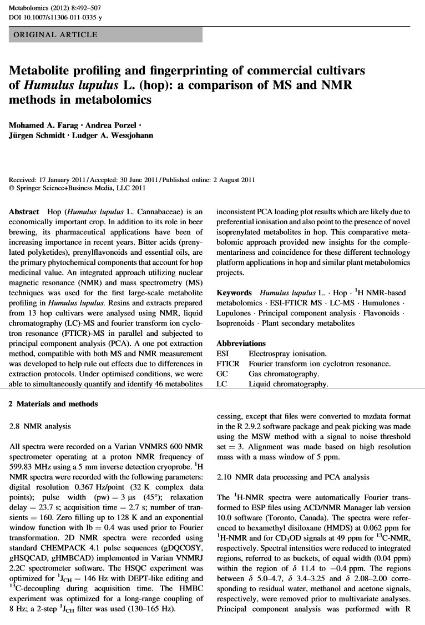 Metabolomics (2012) 8:492–507
DOI 10.1007/s11306-011-0335-y
ORIGINAL ARTICLE
Metabolite profiling and fingerprinting of commercial cultivars
of Humulus lupulus L. (hop): a comparison of MS and NMR
methods in metabolomics
Mohamed A. Farag · Andrea Porzel ·
Jürgen Schmidt · Ludger A. Wessjohann
Received: 17 January 2011 / Accepted: 30 June 2011 / Published online: 2 August 2011
© Springer Science+Business Media, LLC 2011
Abstract Hop (Humulus lupulus L. Cannabaceae) is an
economically important crop. In addition to its role in beer
brewing, its pharmaceutical applications have been of
increasing importance in recent years. Bitter acids (preny-
lated polyketides), prenylflavonoids and essential oils, are
the primary phytochemical components that account for hop
medicinal value. An integrated approach utilizing nuclear
magnetic resonance (NMR) and mass spectrometry (MS)
techniques was used for the first large-scale metabolite
profiling in Humulus lupulus. Resins and extracts prepared
from 13 hop cultivars were analysed using NMR, liquid
chromatography (LC)-MS and fourier transform ion cyclo-
tron resonance (FTICR)-MS in parallel and subjected to
principal component analysis (PCA). A one pot extraction
method, compatible with both MS and NMR measurement
was developed to help rule out effects due to differences in
extraction protocols. Under optimised conditions, we were
able to simultaneously quantify and identify 46 metabolites
inconsistent PCA loading plot results which are likely due to
preferential ionisation and also point to the presence of novel
isoprenylated metabolites in hop. This comparative meta-
bolomic approach provided new insights for the comple-
mentariness and coincidence for these different technology
platform applications in hop and similar plant metabolomics
projects.
Keywords Humulus lupulus L. · Hop · ¹H NMR-based
metabolomics · ESI-FTICR MS · LC-MS · Humulones ·
Lupulones · Principal component analysis · Flavonoids ·
Isoprenoids · Plant secondary metabolites
Abbreviations
ESI Electrospray ionisation.
FTICR Fourier transform ion cyclotron resonance.
GC Gas chromatography.
LC Liquid chromatography.
2 Materials and methods
2.8 NMR analysis
All spectra were recorded on a Varian VNMRS 600 NMR
spectrometer operating at a proton NMR frequency of
599.83 MHz using a 5 mm inverse detection cryoprobe. ¹H
NMR spectra were recorded with the following parameters:
digital resolution 0.367 Hz/point (32 K complex data
points); pulse width (pw) = 3 µs (45°); relaxation
delay = 23.7 s; acquisition time = 2.7 s; number of tran-
sients = 160. Zero filling up to 128 K and an exponential
window function with lb = 0.4 was used prior to Fourier
transformation. 2D NMR spectra were recorded using
standard CHEMPACK 4.1 pulse sequences (gDQCOSY,
gHSQCAD, gHMBCAD) implemented in Varian VNMRJ
2.2C spectrometer software. The HSQC experiment was
optimized for ¹JCH = 146 Hz with DEPT-like editing and
¹³C-decoupling during acquisition time. The HMBC
experiment was optimized for a long-range coupling of
8 Hz; a 2-step ¹JCH filter was used (130–165 Hz).
cessing, except that files were converted to mzdata format
in the R 2.9.2 software package and peak picking was made
using the MSW method with a signal to noise threshold
set = 3. Alignment was made based on high resolution
mass with a mass window of 5 ppm.
2.10 NMR data processing and PCA analysis
The ¹H-NMR spectra were automatically Fourier trans-
formed to ESP files using ACD/NMR Manager lab version
10.0 software (Toronto, Canada). The spectra were refer-
enced to hexamethyl disiloxane (HMDS) at 0.062 ppm for
¹H-NMR and for CD₃OD signals at 49 ppm for ¹³C-NMR,
respectively. Spectral intensities were reduced to integrated
regions, referred to as buckets, of equal width (0.04 ppm)
within the region of δ 11.4 to −0.4 ppm. The regions
between δ 5.0–4.7, δ 3.4–3.25 and δ 2.08–2.00 corre-
sponding to residual water, methanol and acetone signals,
respectively, were removed prior to multivariate analyses.
Principal component analysis was performed with R